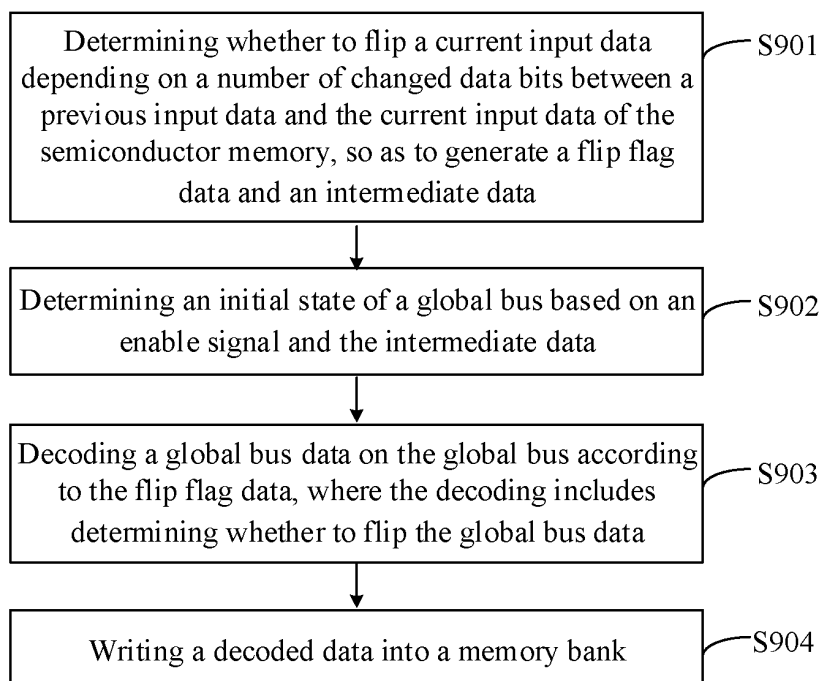 Determining whether to flip a current input data
depending on a number of changed data bits between a
previous input data and the current input data of the
semiconductor memory, so as to generate a flip flag
data and an intermediate data
S901
Determining an initial state of a global bus based on an
enable signal and the intermediate data
S902
Decoding a global bus data on the global bus according
to the flip flag data, where the decoding includes
determining whether to flip the global bus data
S903
Writing a decoded data into a memory bank
S904